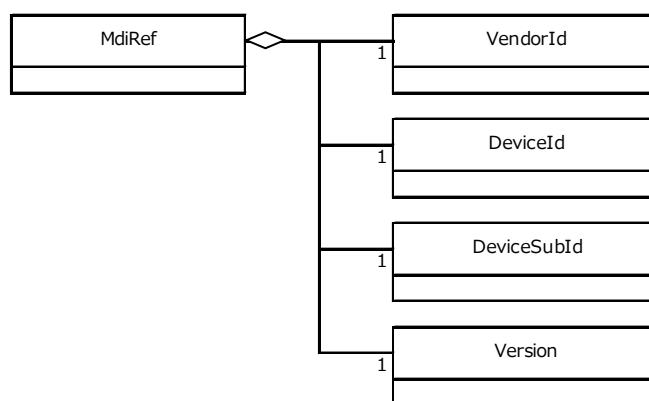 MdiRef
VendorId
1
DeviceId
1
DeviceSubId
1
Version
1